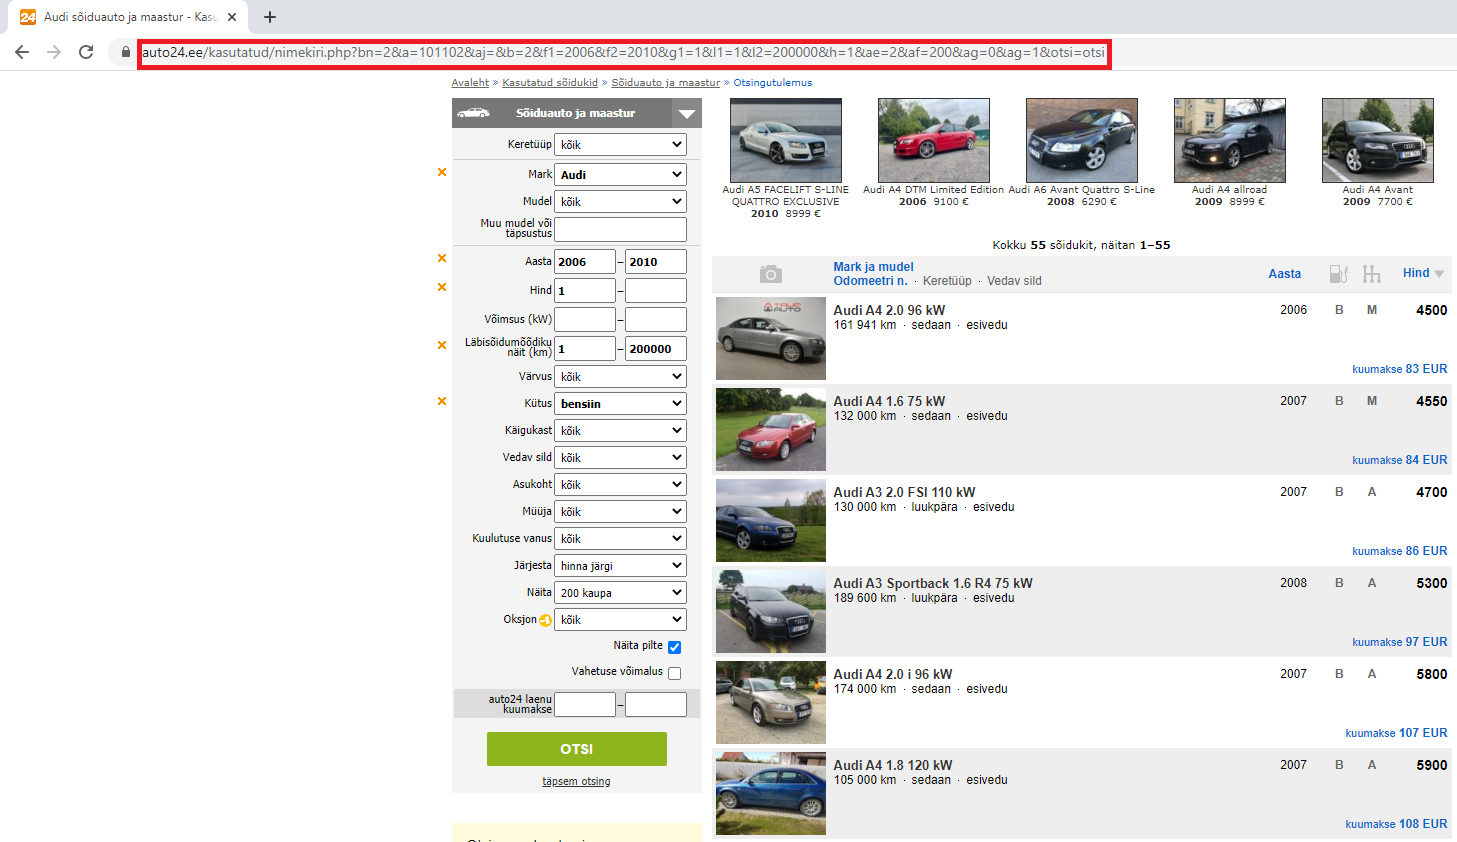 24 Audi sõiduauto ja maastur - Kasu
auto24.ee/kasutatud/nimekiri.php?bn=2&a=101102&aj=&b=2&f1=2006&f2=2010&g1=1&l1=1&l2=200000&h=1&ae=2&af=200&ag=0&ag=1&otsi=otsi
Avaleht » Kasutatud sõidukid » Sõiduauto ja maastur » Otsingutulemus
Sõiduauto ja maastur
Keretüüp kõik
Mark Audi
Mudel kõik
Muu mudel või
täpsustus
Aasta 2006 – 2010
Hind 1 –
Võimsus (kW) –
Läbisõidumõõdiku
näit (km) 1 – 200000
Värvus kõik
Kütus bensiin
Käigukast kõik
Vedav sild kõik
Asukoht kõik
Müüja kõik
Kuulutuse vanus kõik
Järjesta hinna järgi
Näita 200 kaupa
Oksjon kõik
Näita pilte
Vahetuse võimalus
auto24 laenu
kuumakse –
OTSI
täpsem otsing
Audi A5 FACELIFT S-LINE
QUATTRO EXCLUSIVE
2010 8999 €
Audi A4 DTM Limited Edition
2006 9100 €
Audi A6 Avant Quattro S-Line
2008 6290 €
Audi A4 allroad
2009 8999 €
Audi A4 Avant
2009 7700 €
Kokku 55 sõidukit, näitan 1–55
Mark ja mudel
Odomeetri n. · Keretüüp · Vedav sild
Aasta
Hind
Audi A4 2.0 96 kW 2006 B M 4500
161 941 km · sedaan · esivedu
kuumakse 83 EUR
Audi A4 1.6 75 kW 2007 B M 4550
132 000 km · sedaan · esivedu
kuumakse 84 EUR
Audi A3 2.0 FSI 110 kW 2007 B A 4700
130 000 km · luukpära · esivedu
kuumakse 86 EUR
Audi A3 Sportback 1.6 R4 75 kW 2008 B A 5300
189 600 km · luukpära · esivedu
kuumakse 97 EUR
Audi A4 2.0 i 96 kW 2007 B A 5800
174 000 km · sedaan · esivedu
kuumakse 107 EUR
Audi A4 1.8 120 kW 2007 B A 5900
105 000 km · sedaan · esivedu
kuumakse 108 EUR